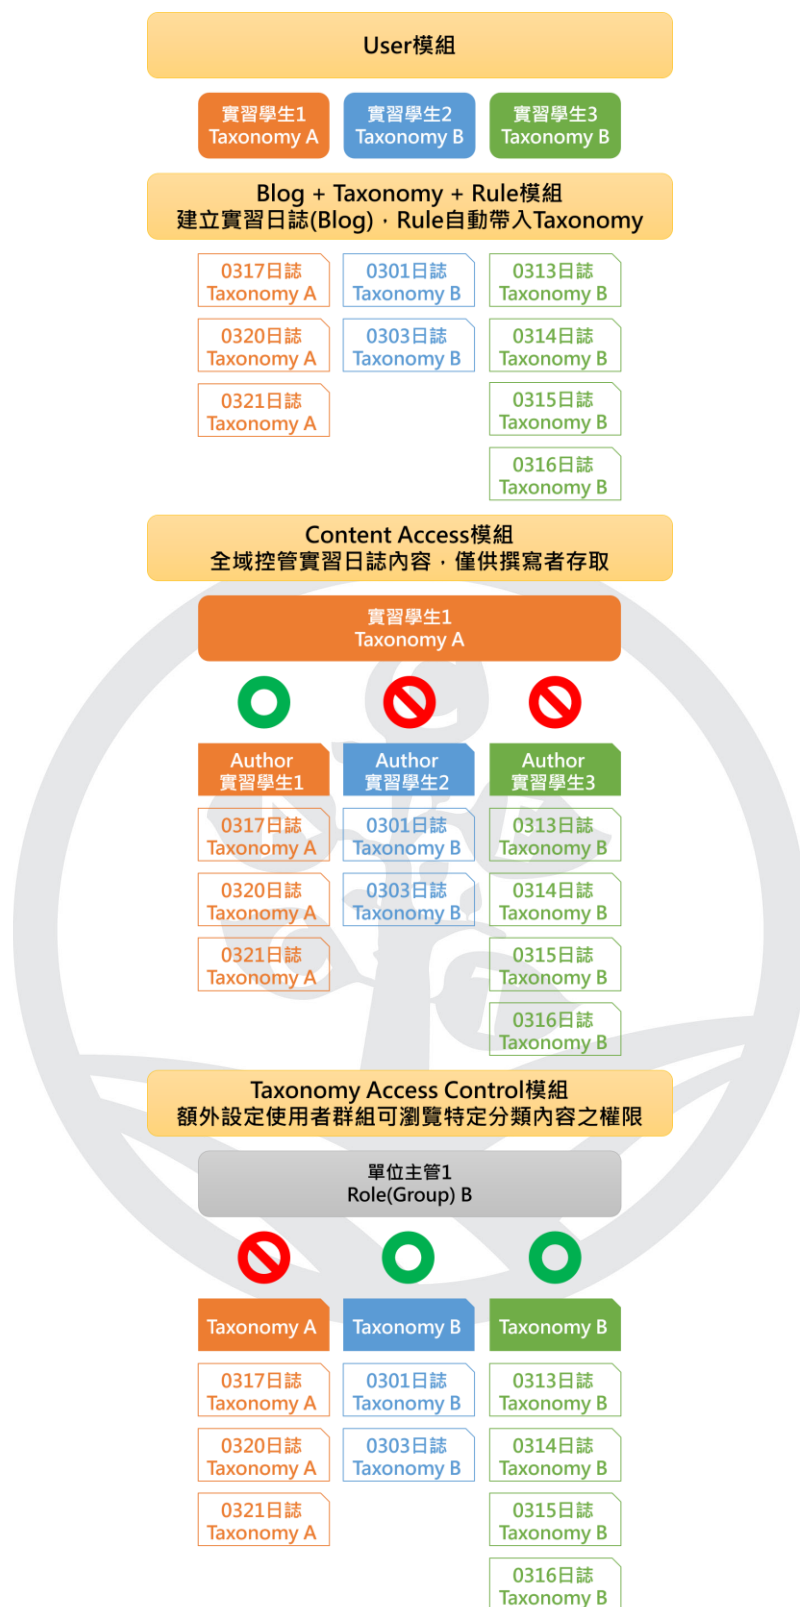 User模組
實習學生1
Taxonomy A
實習學生2
Taxonomy B
實習學生3
Taxonomy B
Blog + Taxonomy + Rule模組
建立實習日誌(Blog)，Rule自動帶入Taxonomy
0317日誌
Taxonomy A
0301日誌
Taxonomy B
0313日誌
Taxonomy B
0320日誌
Taxonomy A
0303日誌
Taxonomy B
0314日誌
Taxonomy B
0321日誌
Taxonomy A
0315日誌
Taxonomy B
0316日誌
Taxonomy B
Content Access模組
全域控管實習日誌內容，僅供撰寫者存取
實習學生1
Taxonomy A
Author
實習學生1
Author
實習學生2
Author
實習學生3
0317日誌
Taxonomy A
0301日誌
Taxonomy B
0313日誌
Taxonomy B
0320日誌
Taxonomy A
0303日誌
Taxonomy B
0314日誌
Taxonomy B
0321日誌
Taxonomy A
0315日誌
Taxonomy B
0316日誌
Taxonomy B
Taxonomy Access Control模組
額外設定使用者群組可瀏覽特定分類內容之權限
單位主管1
Role(Group) B
Taxonomy A
Taxonomy B
Taxonomy B
0317日誌
Taxonomy A
0301日誌
Taxonomy B
0313日誌
Taxonomy B
0320日誌
Taxonomy A
0303日誌
Taxonomy B
0314日誌
Taxonomy B
0321日誌
Taxonomy A
0315日誌
Taxonomy B
0316日誌
Taxonomy B